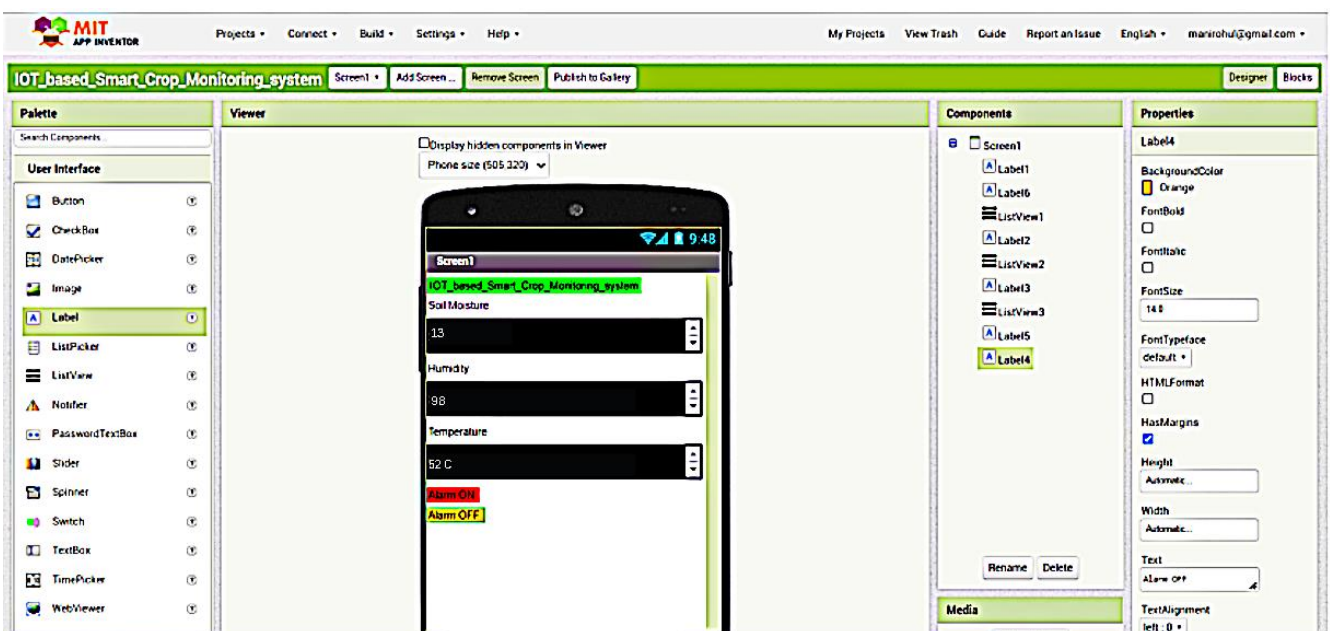 MIT
APP INVENTOR
Projects Connect Build Settings Help My Projects View Trash Guide Report an Issue English manirohul@gmail.com
IOT_based_Smart_Crop_Monitoring_system Screen1 Add Screen ... Remove Screen Publish to Gallery Designer Blocks
Palette
Search Components...
User Interface
Button
CheckBox
DatePicker
Image
Label
ListPicker
ListView
Notifier
PasswordTextBox
Slider
Spinner
Switch
TextBox
TimePicker
WebViewer
Viewer
Display hidden components in Viewer
Phone size (505,320)
9:48
Screen1
IOT_based_Smart_Crop_Monitoring_system
Soil Moisture
13
Humidity
98
Temperature
52 C
Alarm ON
Alarm OFF
Components
Screen1
Label1
Label6
ListView1
Label2
ListView2
Label3
ListView3
Label5
Label4
Rename Delete
Media
Properties
Label4
BackgroundColor
Orange
FontBold
FontItalic
FontSize
14.0
FontTypeface
default
HTMLFormat
HasMargins
Height
Automatic...
Width
Automatic...
Text
Alarm OFF
TextAlignment
left : 0